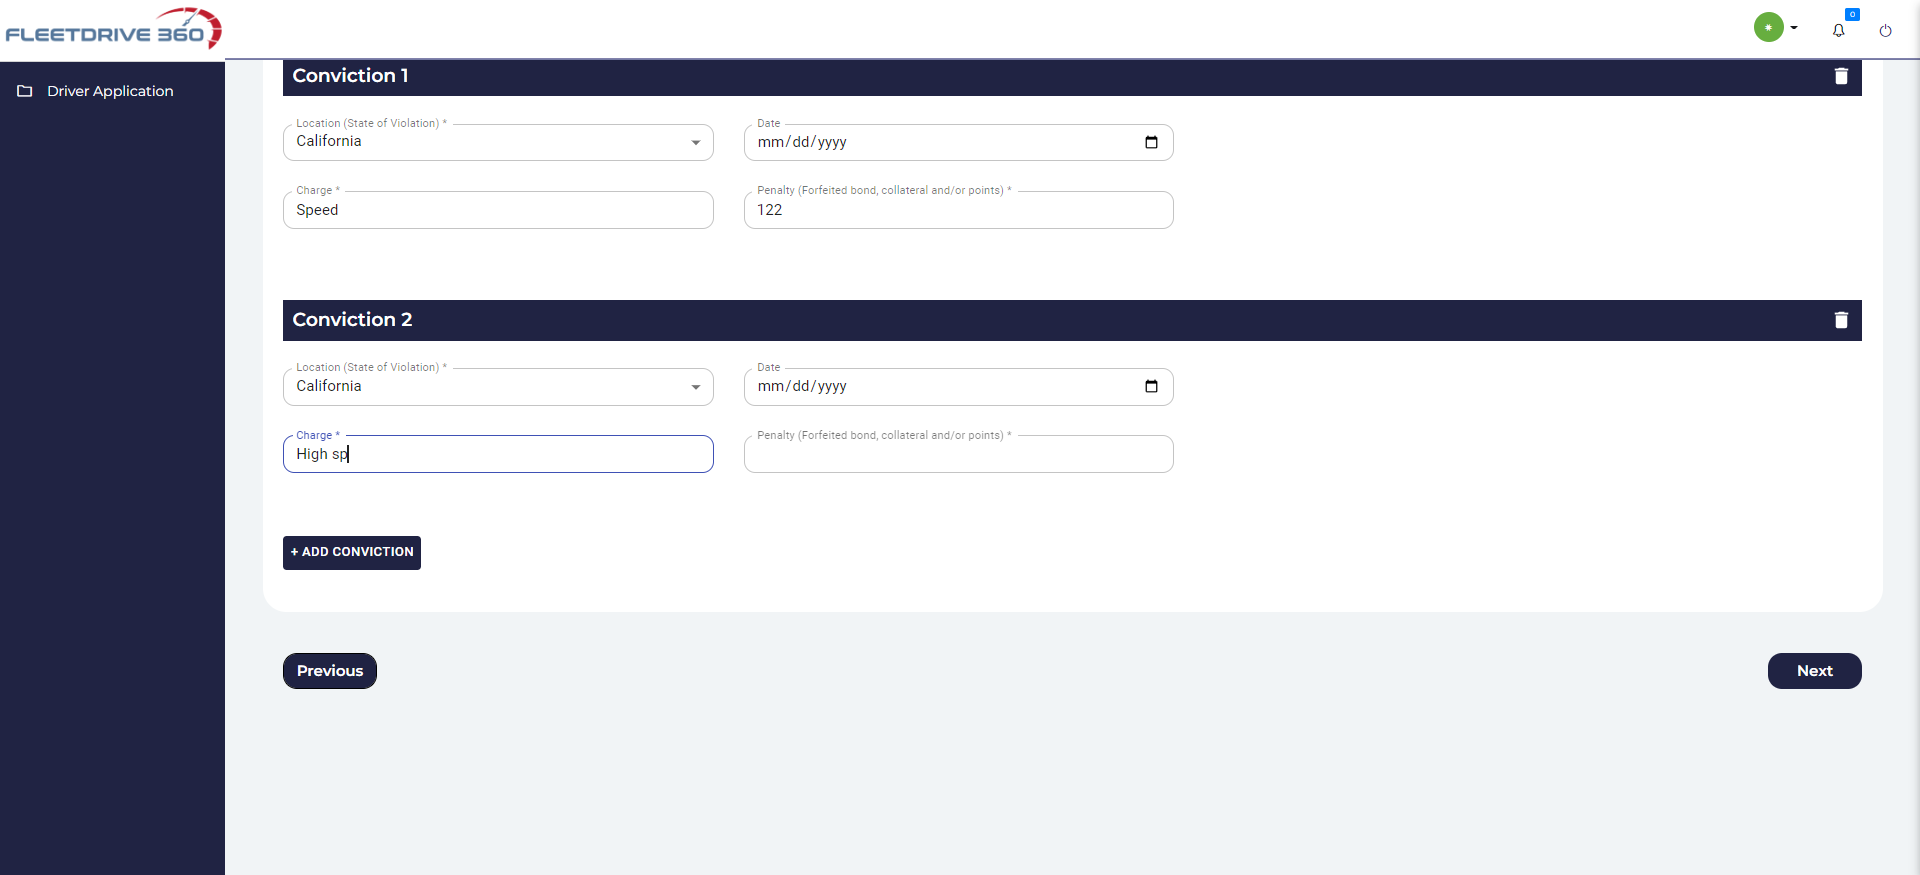 FLEETDRIVE 360
0
Driver Application
Conviction 1
Location (State of Violation) *
California
Date
mm/dd/yyyy
Charge *
Speed
Penalty (Forfeited bond, collateral and/or points) *
122
Conviction 2
Location (State of Violation) *
California
Date
mm/dd/yyyy
Charge *
High sp
Penalty (Forfeited bond, collateral and/or points) *
+ ADD CONVICTION
Previous
Next